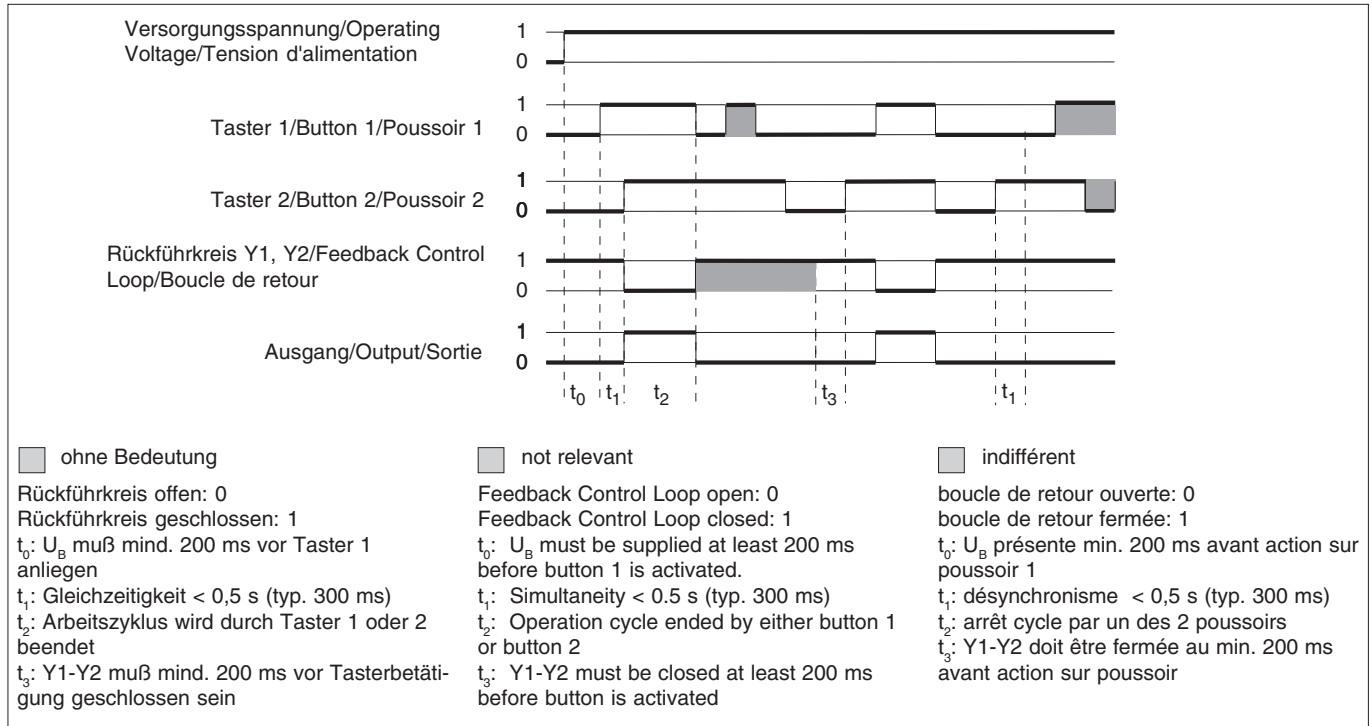 Versorgungsspannung/Operating
Voltage/Tension d'alimentation
1
0
Taster 1/Button 1/Poussoir 1
1
0
Taster 2/Button 2/Poussoir 2
1
0
Rückführkreis Y1, Y2/Feedback Control
Loop/Boucle de retour
1
0
Ausgang/Output/Sortie
1
0
t0 t1 t2 t3 t1
ohne Bedeutung
Rückführkreis offen: 0
Rückführkreis geschlossen: 1
t0: UB muß mind. 200 ms vor Taster 1
anliegen
t1: Gleichzeitigkeit < 0,5 s (typ. 300 ms)
t2: Arbeitszyklus wird durch Taster 1 oder 2
beendet
t3: Y1-Y2 muß mind. 200 ms vor Tasterbetäti-
gung geschlossen sein
not relevant
Feedback Control Loop open: 0
Feedback Control Loop closed: 1
t0: UB must be supplied at least 200 ms
before button 1 is activated.
t1: Simultaneity < 0.5 s (typ. 300 ms)
t2: Operation cycle ended by either button 1
or button 2
t3: Y1-Y2 must be closed at least 200 ms
before button is activated
indifférent
boucle de retour ouverte: 0
boucle de retour fermée: 1
t0: UB présente min. 200 ms avant action sur
poussoir 1
t1: désynchronisme < 0,5 s (typ. 300 ms)
t2: arrêt cycle par un des 2 poussoirs
t3: Y1-Y2 doit être fermée au min. 200 ms
avant action sur poussoir